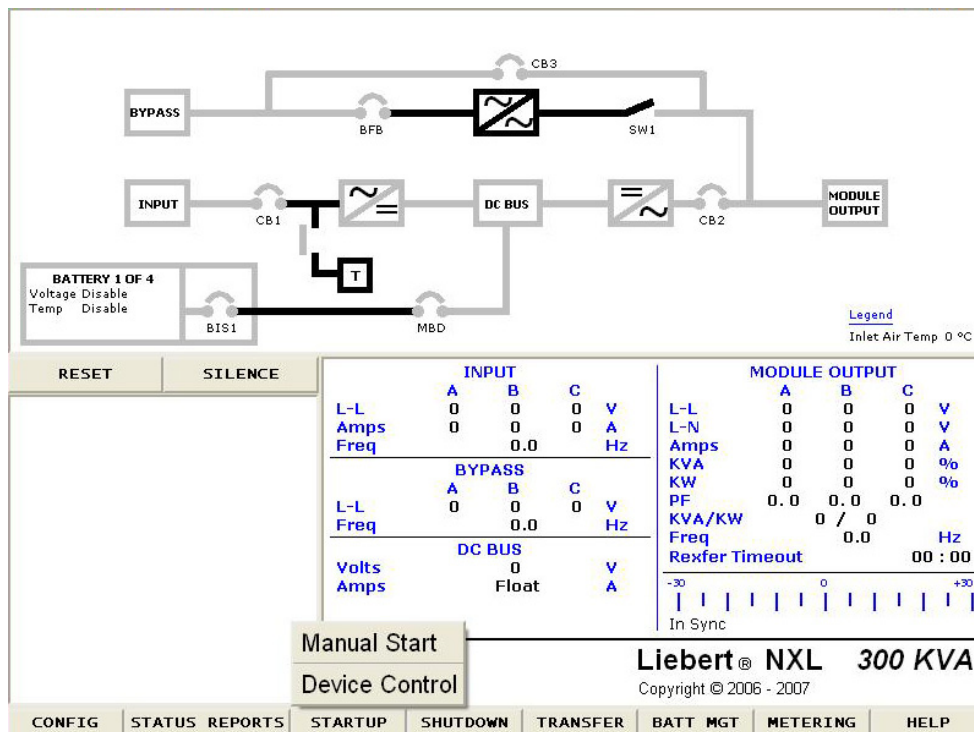 CB3
BYPASS
BFB
SW1
INPUT
CB1
DC BUS
CB2
MODULE
OUTPUT
T
BATTERY 1 OF 4
Voltage Disable
Temp Disable
BIS1
MBD
Legend
Inlet Air Temp 0 ºC
RESET SILENCE
INPUT
A B C
L-L 0 0 0 V
Amps 0 0 0 A
Freq 0.0 Hz
BYPASS
A B C
L-L 0 0 0 V
Freq 0.0 Hz
DC BUS
Volts 0 V
Amps Float A
MODULE OUTPUT
A B C
L-L 0 0 0 V
L-N 0 0 0 V
Amps 0 0 0 A
KVA 0 0 0 %
KW 0 0 0 %
PF 0.0 0.0 0.0
KVA/KW 0 / 0
Freq 0.0 Hz
Rexfer Timeout 00:00
-30 0 +30
In Sync
Manual Start
Device Control
Liebert ® NXL 300 KVA
Copyright © 2006 - 2007
CONFIG STATUS REPORTS STARTUP SHUTDOWN TRANSFER BATT MGT METERING HELP